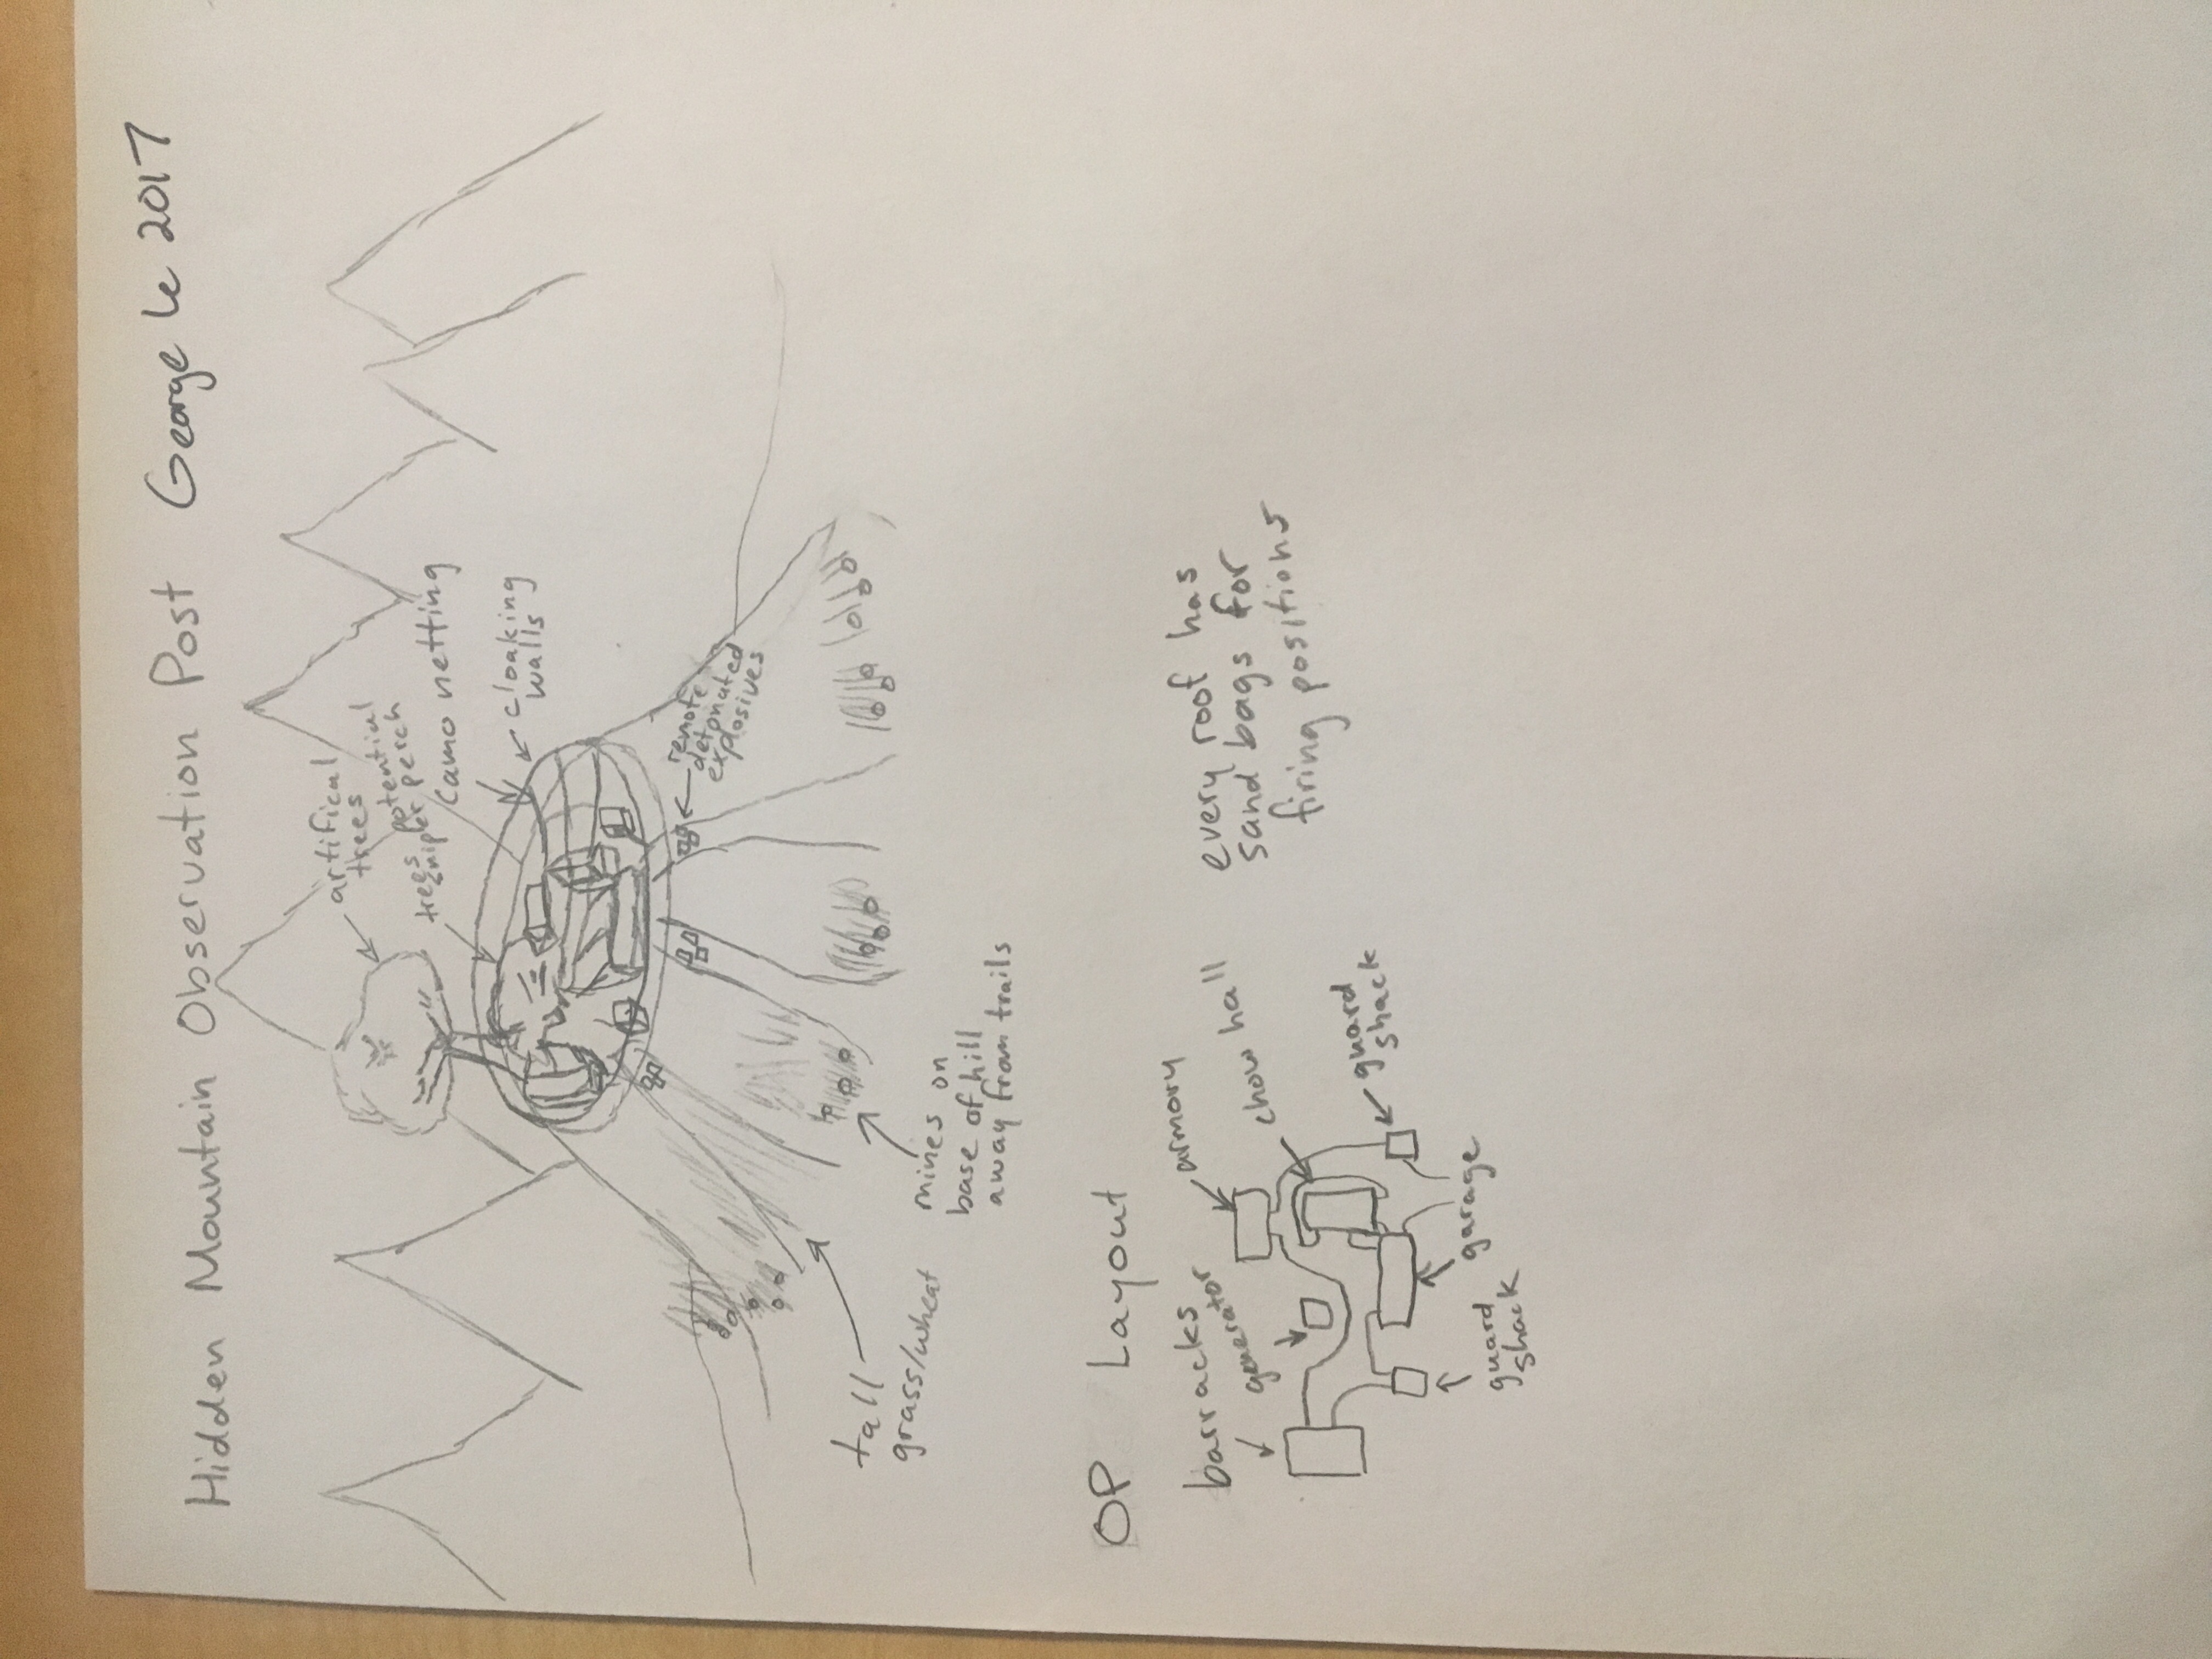 Hidden Mountain Observation Post George Le 2017
artifical
trees
trees potential
sniper perch
camo netting
cloaking
walls
remote
detonated
explosives
tall
grass/wheat
mines on
base of hill
away from trails
OP Layout
barracks
generator
armory
chow hall
every roof has
sand bags for
firing positions
guard
shack
garage
guard
shack